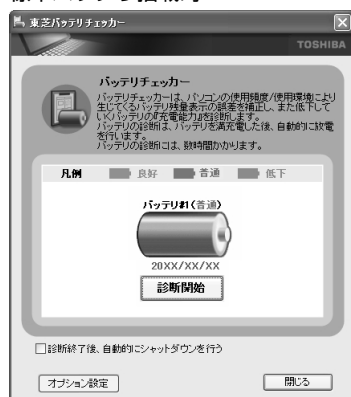 東芝バッテリチェッカー
TOSHIBA
バッテリチェッカー
バッテリチェッカーは、パソコンの使用頻度/使用環境により
生じてくるバッテリ残量表示の誤差を補正し、また低下して
いくバッテリの『充電能力』を診断します。
バッテリの診断は、バッテリを満充電した後、自動的に放電
を行います。
バッテリの診断には、数時間かかります。
凡例 良好 普通 低下
バッテリ#1(普通)
20XX/XX/XX
診断開始
診断終了後、自動的にシャットダウンを行う
オプション設定 閉じる